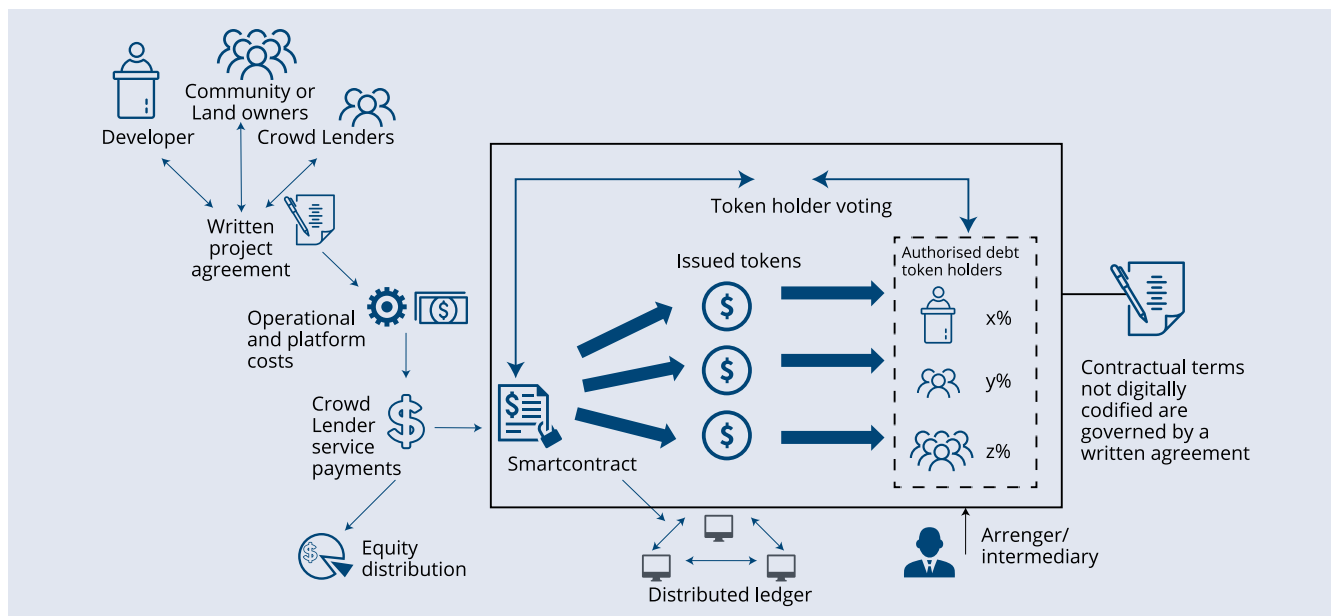 Community or
Land owners
Developer
Crowd Lenders
Written
project
agreement
Operational
and platform
costs
Crowd
Lender
service
payments
Equity
distribution
Token holder voting
Issued tokens
$
$
$
Smartcontract
Authorised debt
token holders
x%
y%
z%
Distributed ledger
Arrenger/
intermediary
Contractual terms
not digitally
codified are
governed by a
written agreement
$
$
$
$